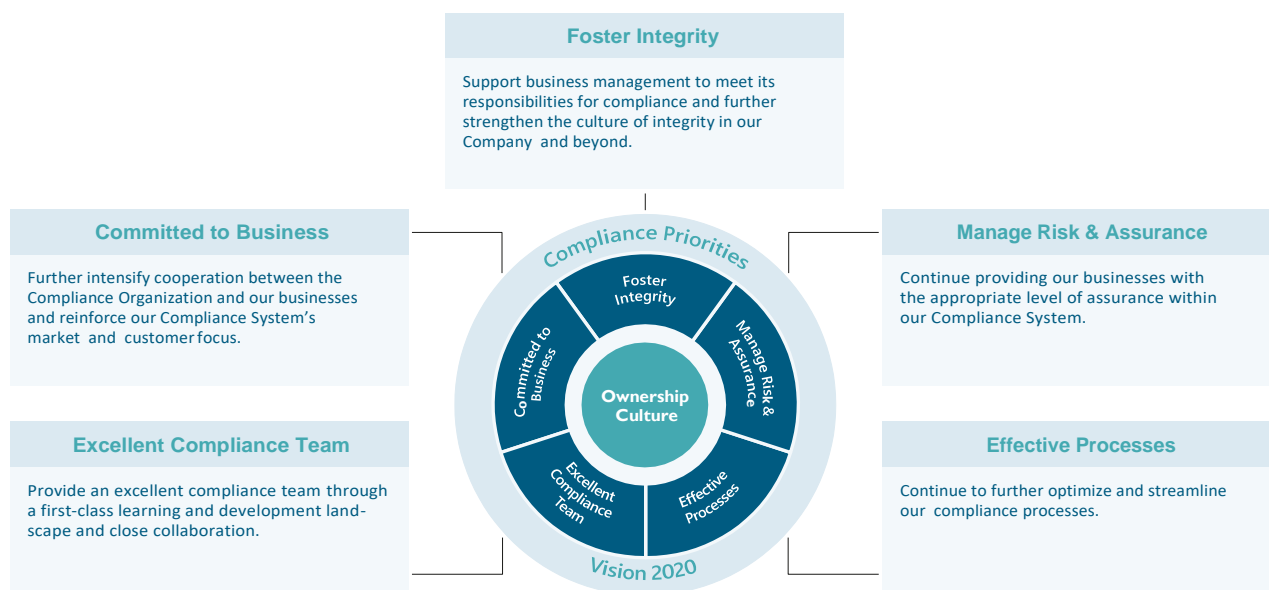 Foster Integrity
Support business management to meet its
responsibilities for compliance and further
strengthen the culture of integrity in our
Company and beyond.
Committed to Business
Further intensify cooperation between the
Compliance Organization and our businesses
and reinforce our Compliance System’s
market and customer focus.
Manage Risk & Assurance
Continue providing our businesses with
the appropriate level of assurance within
our Compliance System.
Excellent Compliance Team
Provide an excellent compliance team through
a first-class learning and development land-
scape and close collaboration.
Effective Processes
Continue to further optimize and streamline
our compliance processes.
Compliance Priorities
Foster
Integrity
Manage Risk &
Assurance
Effective
Processes
Excellent
Compliance
Team
Committed to
Business
Ownership
Culture
Vision 2020